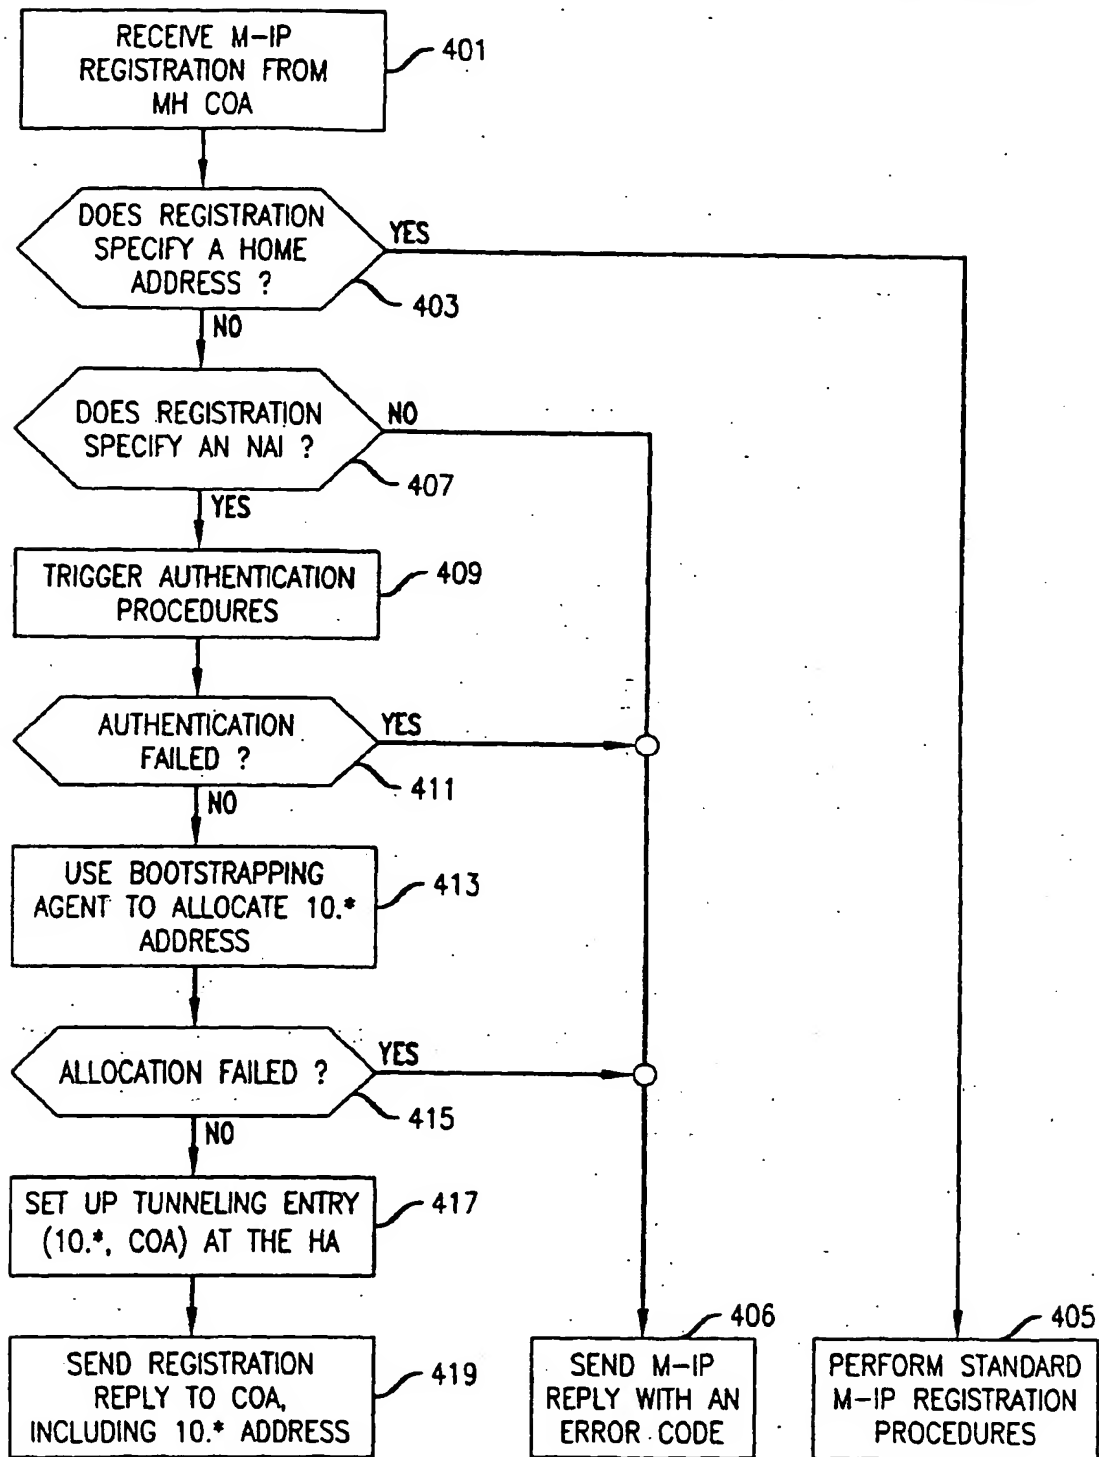 RECEIVE M-IP
REGISTRATION FROM
MH COA
401
DOES REGISTRATION
SPECIFY A HOME
ADDRESS ?
YES
403
NO
DOES REGISTRATION
SPECIFY AN NAI ?
NO
407
YES
TRIGGER AUTHENTICATION
PROCEDURES
409
AUTHENTICATION
FAILED ?
YES
411
NO
USE BOOTSTRAPPING
AGENT TO ALLOCATE 10.*
ADDRESS
413
ALLOCATION FAILED ?
YES
415
NO
SET UP TUNNELING ENTRY
(10.*, COA) AT THE HA
417
SEND REGISTRATION
REPLY TO COA,
INCLUDING 10.* ADDRESS
419
406
SEND M-IP
REPLY WITH AN
ERROR CODE
405
PERFORM STANDARD
M-IP REGISTRATION
PROCEDURES